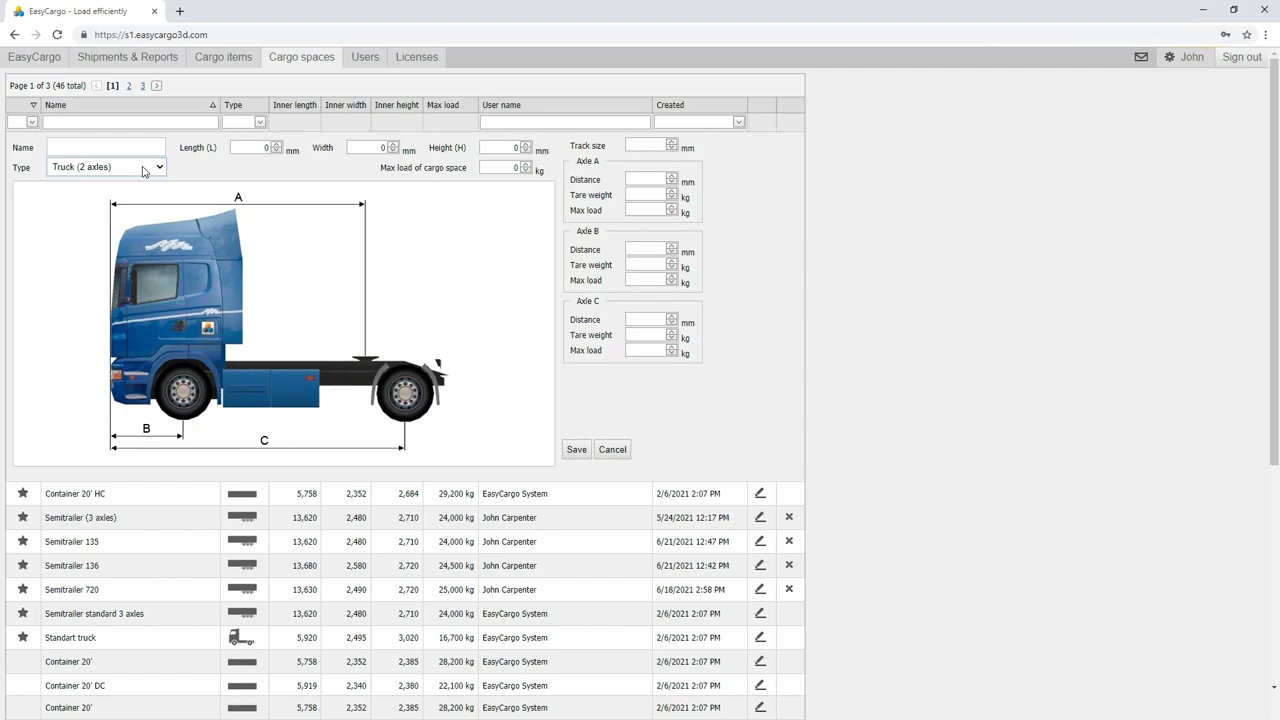 EasyCargo - Load efficiently
https://s1.easycargo3d.com
EasyCargo Shipments & Reports Cargo items Cargo spaces Users Licenses John Sign out
Page 1 of 3 (46 total) [1] 2 3
Name Type Inner length Inner width Inner height Max load User name Created
Name Length (L) 0 mm Width 0 mm Height (H) 0 mm Track size mm
Type Truck (2 axles) Max load of cargo space 0 kg
Axle A
Distance mm
Tare weight kg
Max load kg
Axle B
Distance mm
Tare weight kg
Max load kg
Axle C
Distance mm
Tare weight kg
Max load kg
A
B
C
Save Cancel
Container 20' HC 5,758 2,352 2,684 29,200 kg EasyCargo System 2/6/2021 2:07 PM
Semitrailer (3 axles) 13,620 2,480 2,710 24,000 kg John Carpenter 5/24/2021 12:17 PM
Semitrailer 135 13,620 2,480 2,710 24,000 kg John Carpenter 6/21/2021 12:47 PM
Semitrailer 136 13,680 2,580 2,720 24,500 kg John Carpenter 6/21/2021 12:42 PM
Semitrailer 720 13,630 2,490 2,720 25,000 kg John Carpenter 6/18/2021 2:58 PM
Semitrailer standard 3 axles 13,620 2,480 2,710 24,000 kg EasyCargo System 2/6/2021 2:07 PM
Standart truck 5,920 2,495 3,020 16,700 kg EasyCargo System 2/6/2021 2:07 PM
Container 20' 5,758 2,352 2,385 28,200 kg EasyCargo System 2/6/2021 2:07 PM
Container 20' DC 5,919 2,340 2,380 22,100 kg EasyCargo System 2/6/2021 2:07 PM
Container 20' 5,758 2,352 2,385 28,200 kg EasyCargo System 2/6/2021 2:07 PM